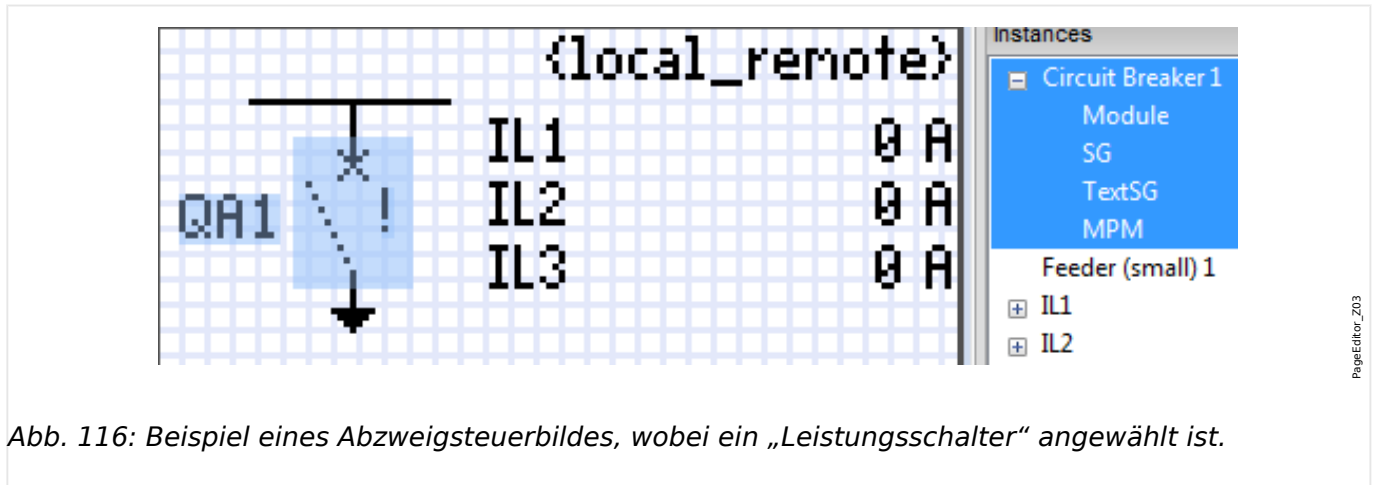 {local_remote}
IL1 0 A
QA1 ! IL2 0 A
IL3 0 A
Instances
Circuit Breaker 1
Module
SG
TextSG
MPM
Feeder (small) 1
IL1
IL2
PageEditor_Z03
Abb. 116: Beispiel eines Abzweigsteuerbildes, wobei ein „Leistungsschalter“ angewählt ist.